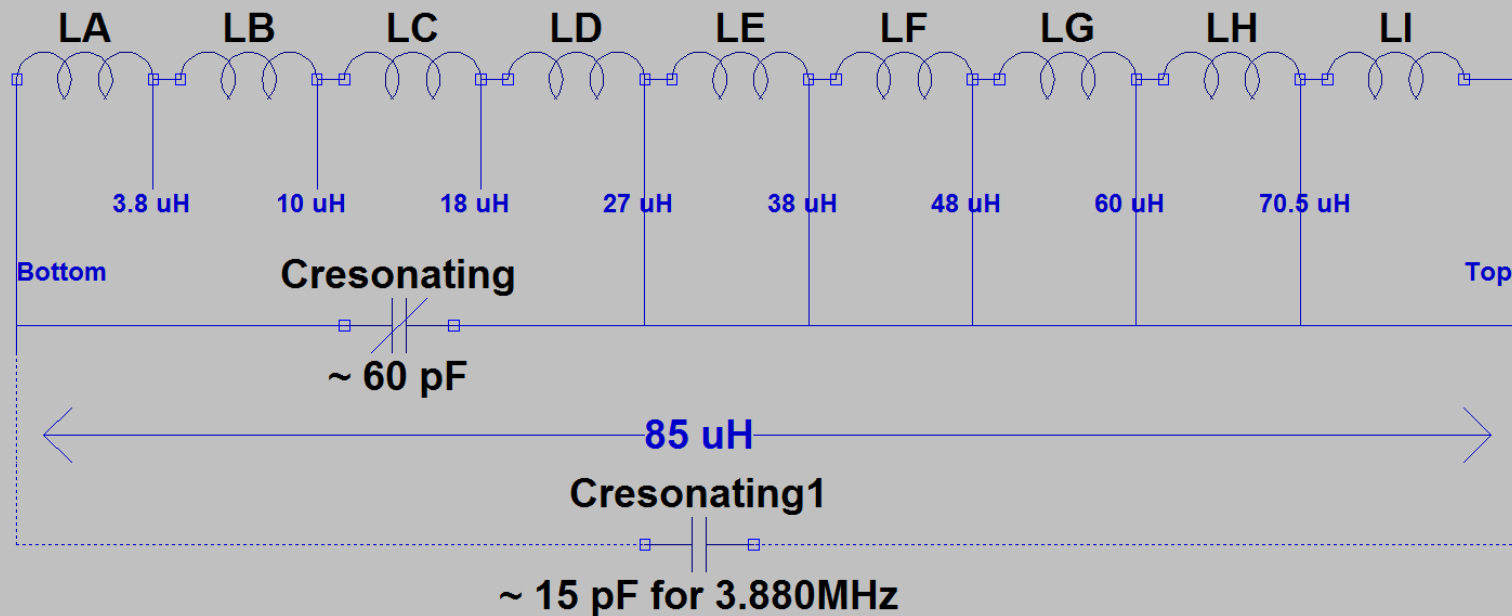 LA LB LC LD LE LF LG LH LI
3.8 uH 10 uH 18 uH 27 uH 38 uH 48 uH 60 uH 70.5 uH
Bottom Cresonating Top
~ 60 pF
85 uH
Cresonating1
~ 15 pF for 3.880MHz